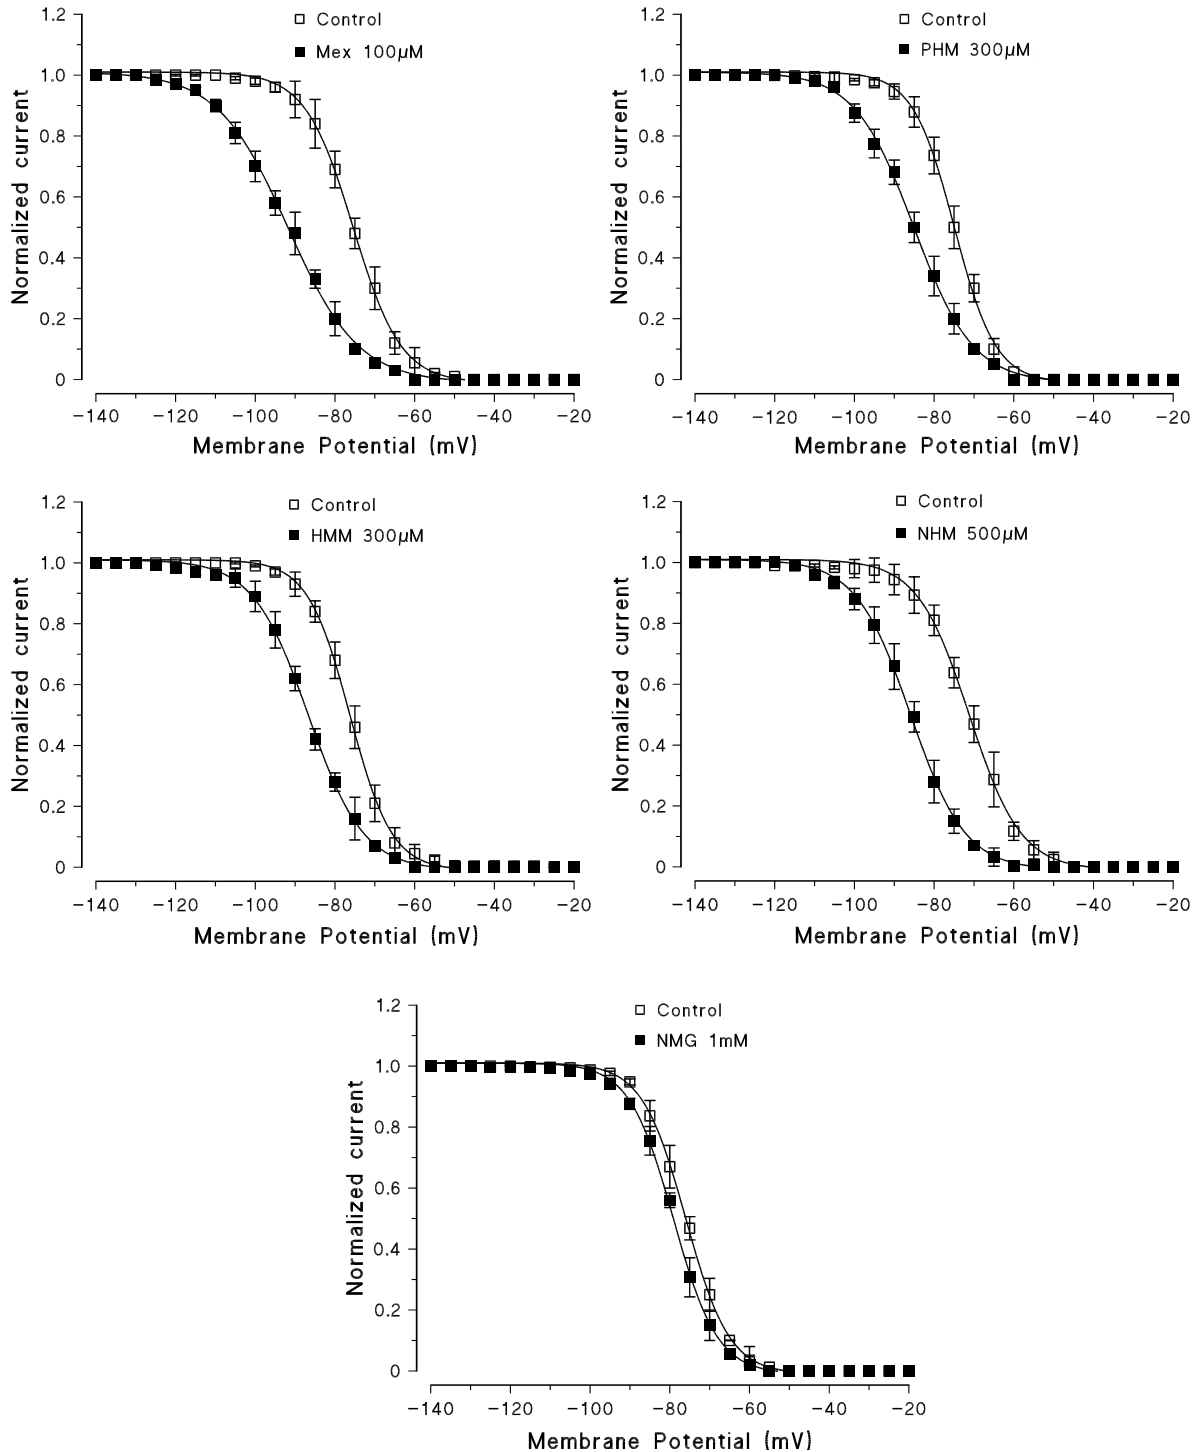 1.2
1.0
0.8
0.6
0.4
0.2
0
Normalized current
□ Control
■ Mex 100µM
−140 −120 −100 −80 −60 −40 −20
Membrane Potential (mV)
1.2
1.0
0.8
0.6
0.4
0.2
0
Normalized current
□ Control
■ PHM 300µM
−140 −120 −100 −80 −60 −40 −20
Membrane Potential (mV)
1.2
1.0
0.8
0.6
0.4
0.2
0
Normalized current
□ Control
■ HMM 300µM
−140 −120 −100 −80 −60 −40 −20
Membrane Potential (mV)
1.2
1.0
0.8
0.6
0.4
0.2
0
Normalized current
□ Control
■ NHM 500µM
−140 −120 −100 −80 −60 −40 −20
Membrane Potential (mV)
1.2
1.0
0.8
0.6
0.4
0.2
0
Normalized current
□ Control
■ NMG 1mM
−140 −120 −100 −80 −60 −40 −20
Membrane Potential (mV)